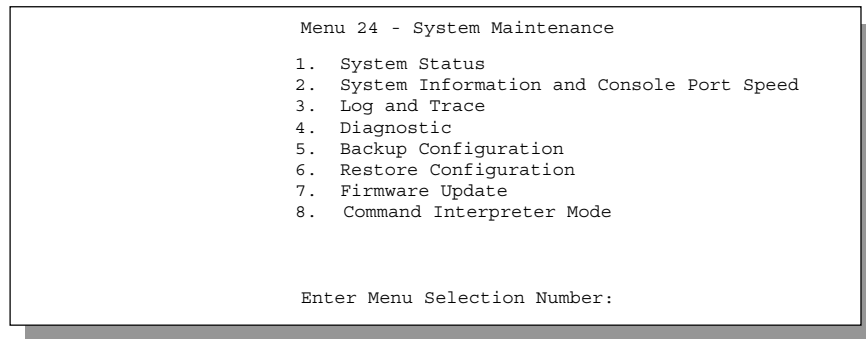 Menu 24 - System Maintenance
1. System Status
2. System Information and Console Port Speed
3. Log and Trace
4. Diagnostic
5. Backup Configuration
6. Restore Configuration
7. Firmware Update
8. Command Interpreter Mode
Enter Menu Selection Number: